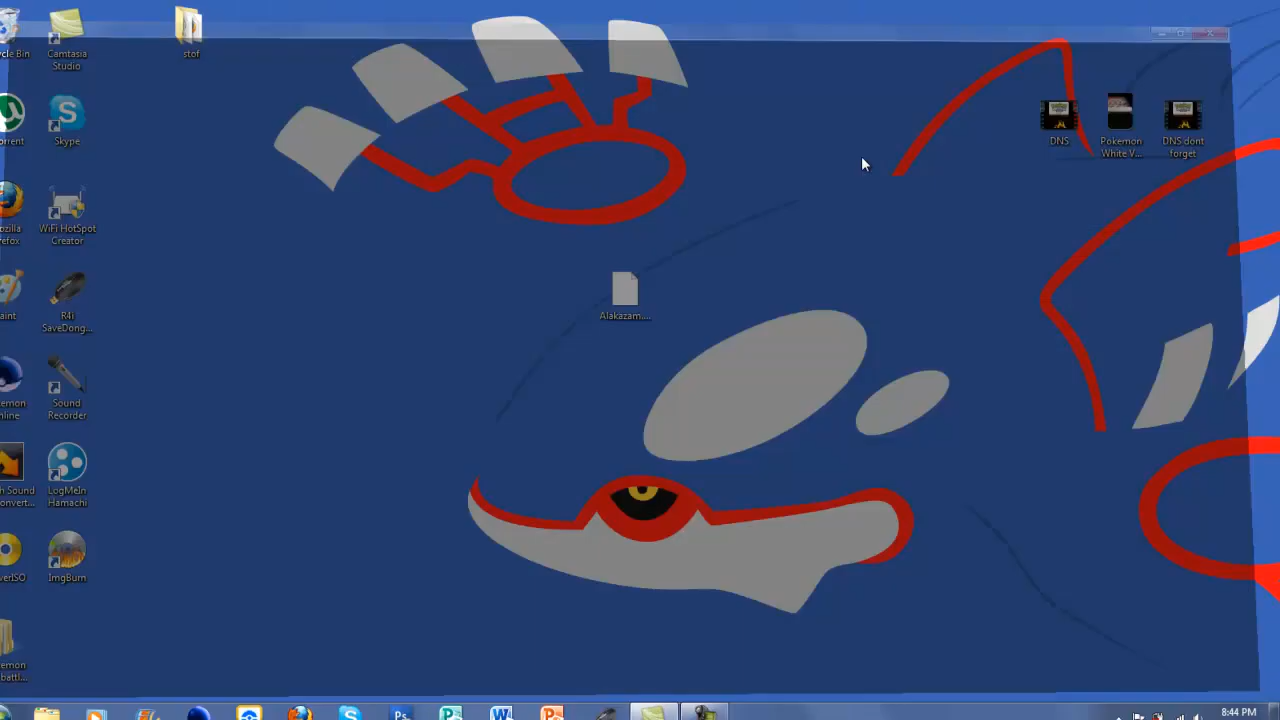 cle Bin
Camtasia
Studio
stof
orrent
Skype
DNS
Pokemon
White V...
DNS dont
forget
ozilla
refox
WiFi HotSpot
Creator
aint
R4i
SaveDong...
Alakazam....
emon
nline
Sound
Recorder
h Sound
onvert...
LogMeIn
Hamachi
verISO
ImgBurn
emon
battl...
8:44 PM